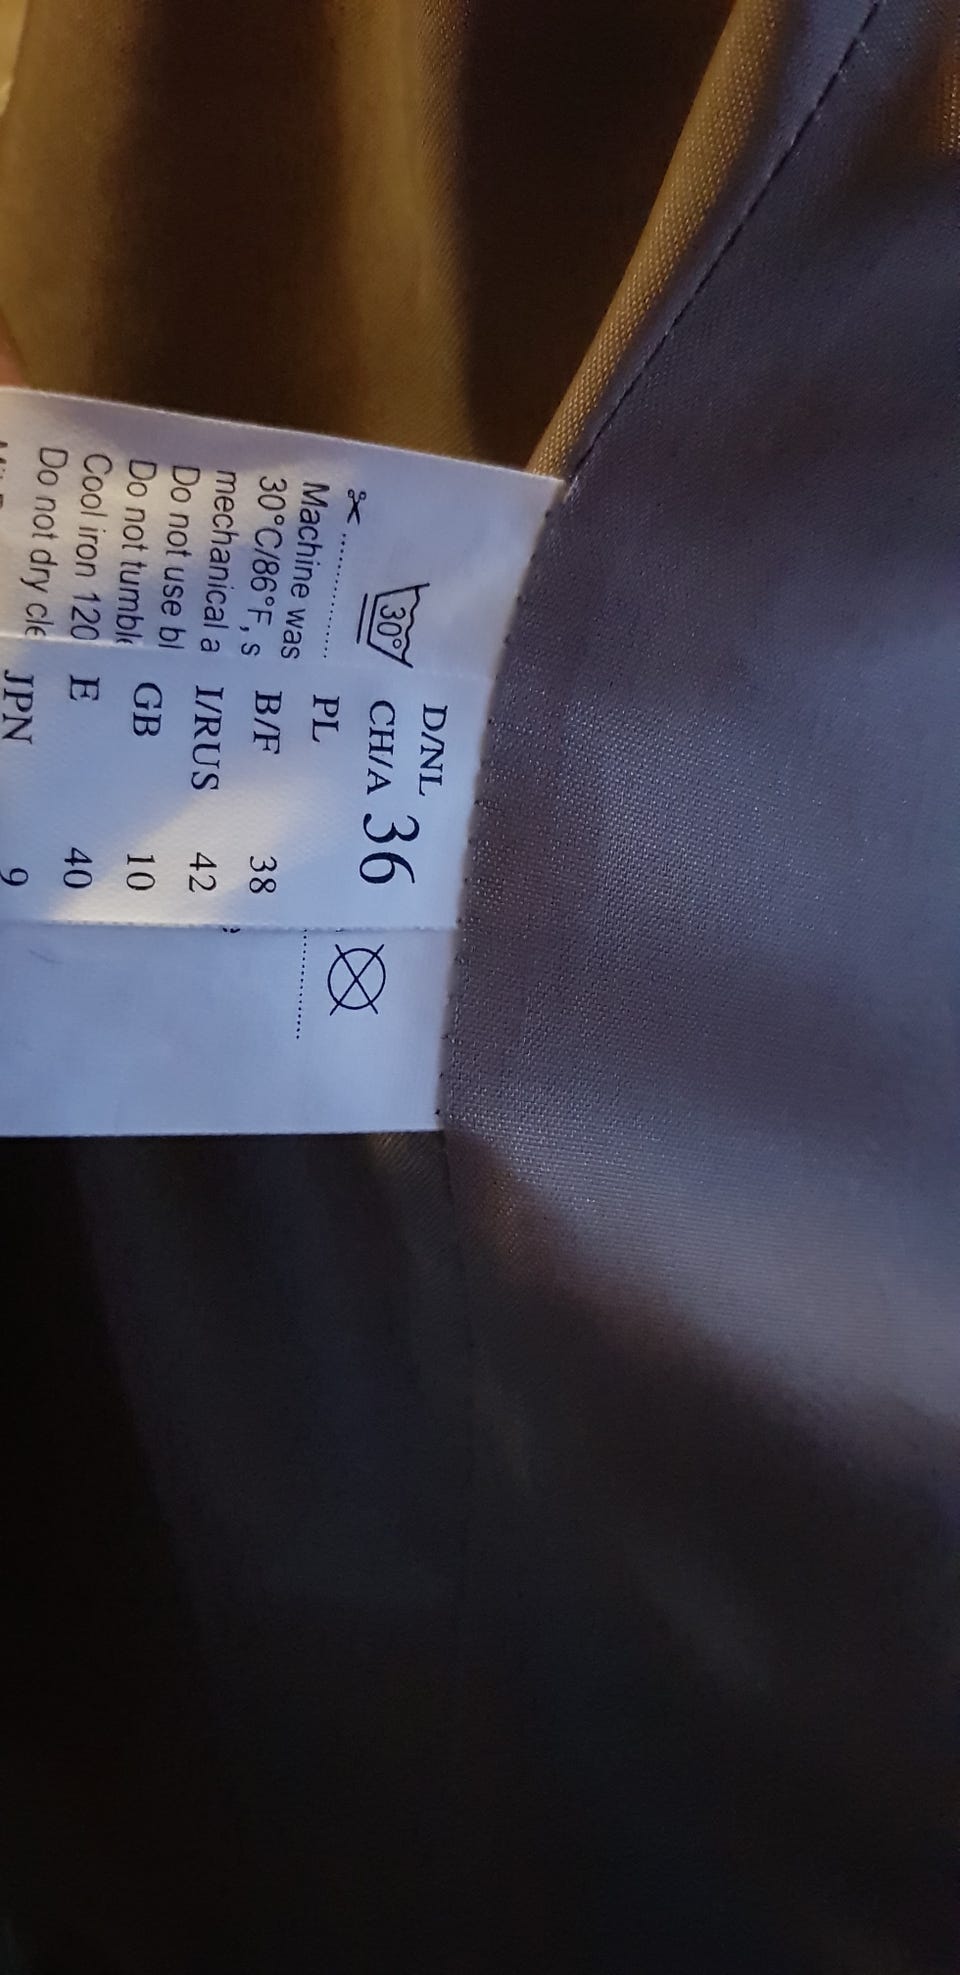 30°
Machine was
30°C/86°F, s
mechanical a
Do not use bl
Do not tumble
Cool iron 120
Do not dry cle
D/NL
CH/A 36
PL
B/F 38
I/RUS 42
GB 10
E 40
JPN 9